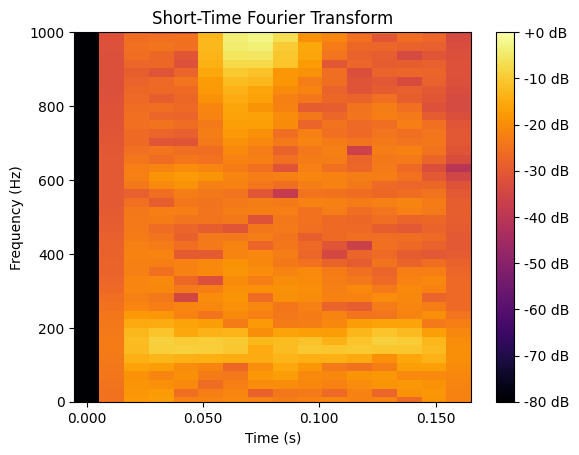 Short-Time Fourier Transform
1000
800
600
400
200
0
Frequency (Hz)
0.000
0.050
0.100
0.150
Time (s)
+0 dB
-10 dB
-20 dB
-30 dB
-40 dB
-50 dB
-60 dB
-70 dB
-80 dB